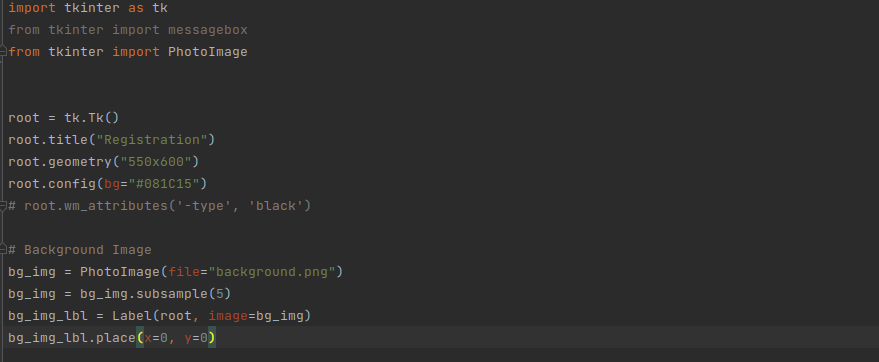 import tkinter as tk
from tkinter import messagebox
from tkinter import PhotoImage
root = tk.Tk()
root.title("Registration")
root.geometry("550x600")
root.config(bg="#081C15")
# root.wm_attributes('-type', 'black')
# Background Image
bg_img = PhotoImage(file="background.png")
bg_img = bg_img.subsample(5)
bg_img_lbl = Label(root, image=bg_img)
bg_img_lbl.place(x=0, y=0)